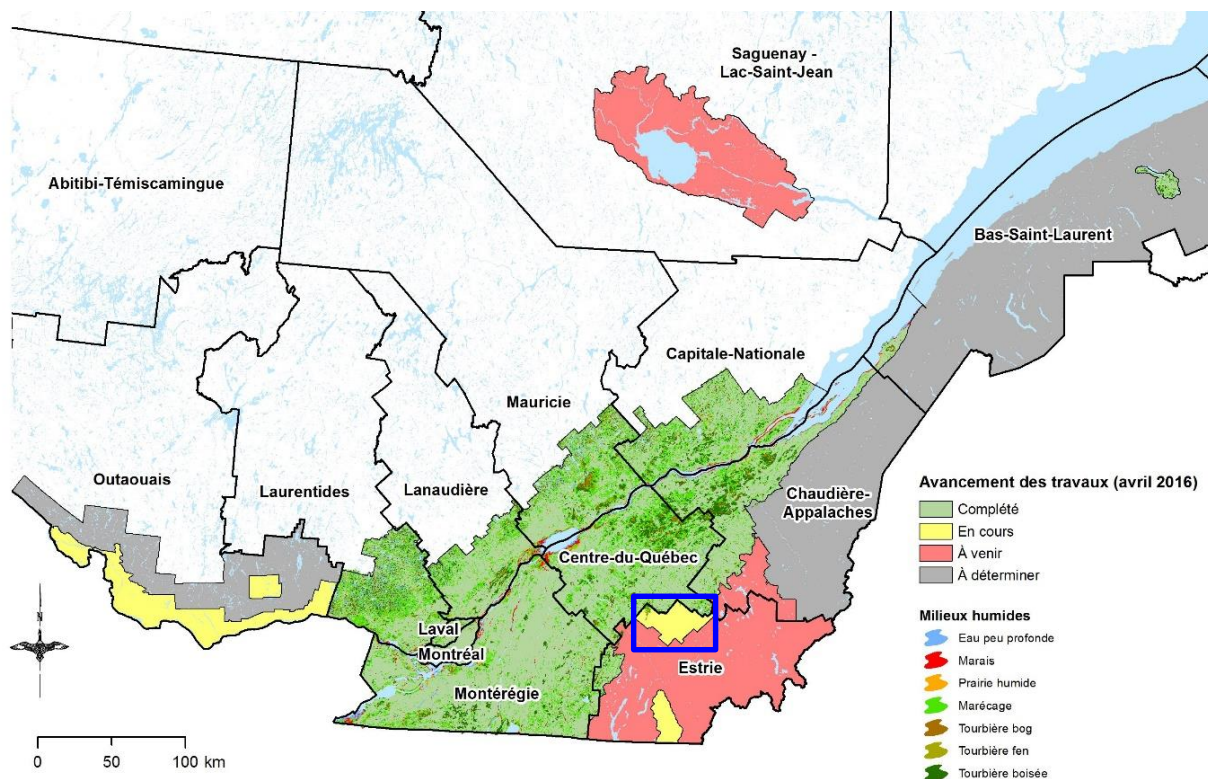 Saguenay -
Lac-Saint-Jean
Abitibi-Témiscamingue
Bas-Saint-Laurent
Capitale-Nationale
Mauricie
Outaouais
Laurentides
Lanaudière
Chaudière-
Appalaches
Centre-du-Québec
Laval
Montréal
Estrie
Montérégie
N
0 50 100 km
Avancement des travaux (avril 2016)
Complété
En cours
À venir
À déterminer
Milieux humides
Eau peu profonde
Marais
Prairie humide
Marécage
Tourbière bog
Tourbière fen
Tourbière boisée